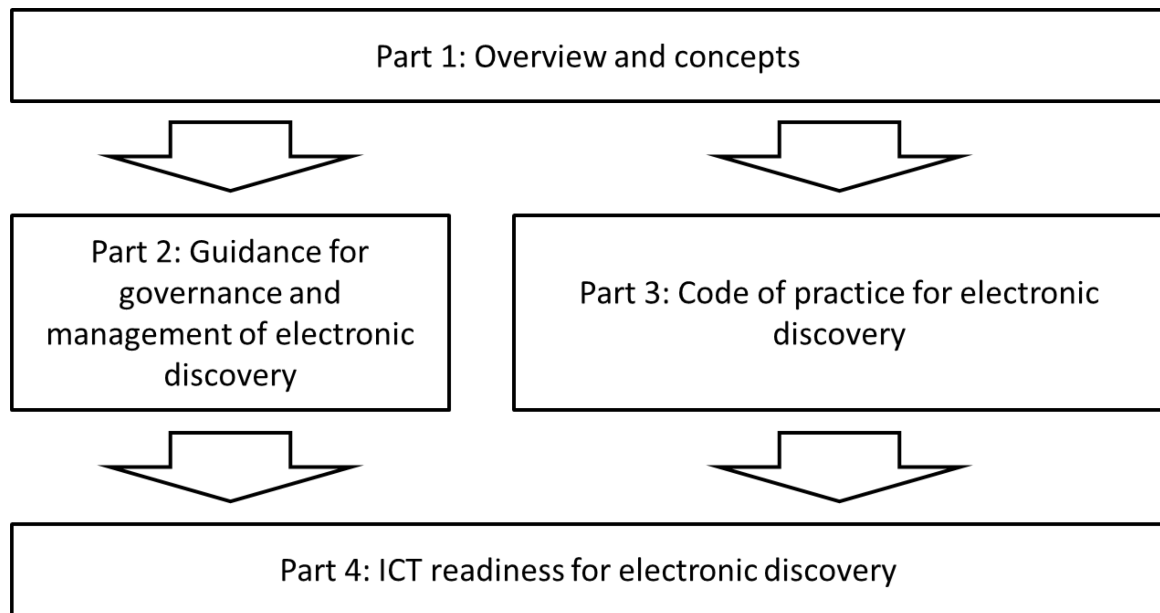 Part 1: Overview and concepts
Part 2: Guidance for
governance and
management of electronic
discovery
Part 3: Code of practice for electronic
discovery
Part 4: ICT readiness for electronic discovery